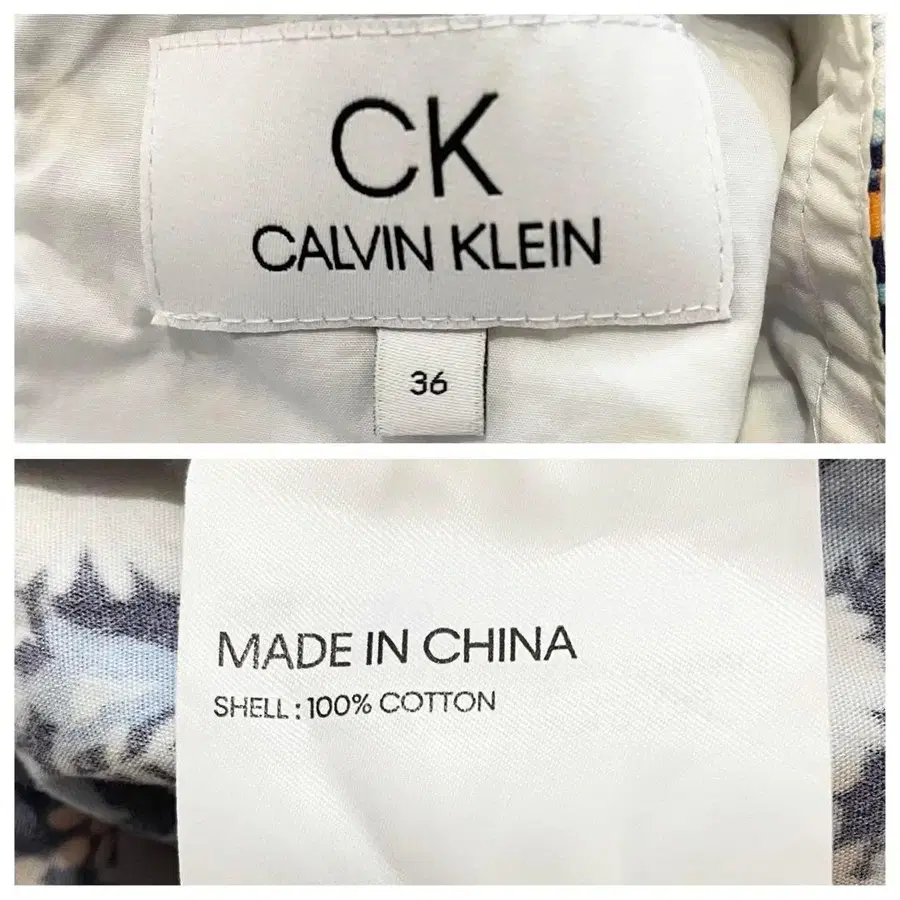 CK
CALVIN KLEIN
36
MADE IN CHINA
SHELL : 100% COTTON